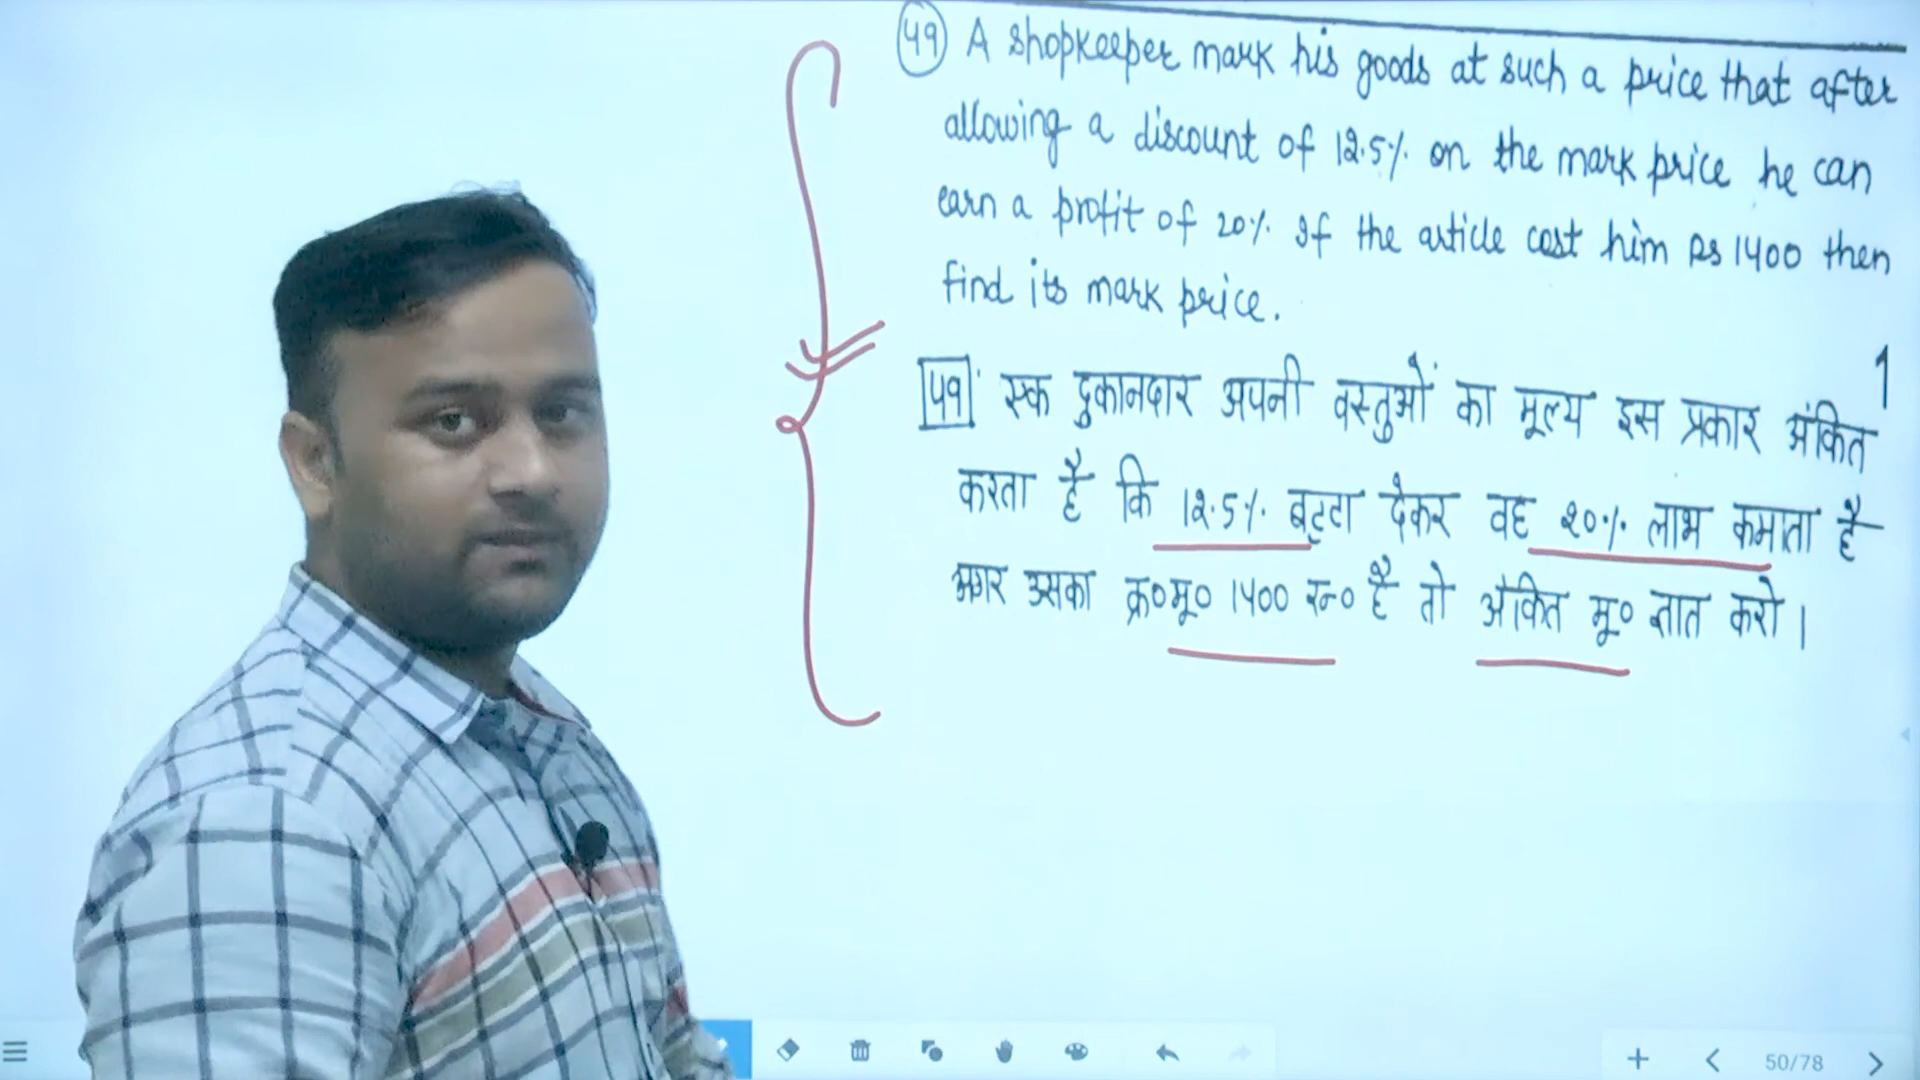 49 A shopkeeper mark his goods at such a price that after
allowing a discount of 12.5% on the mark price he can
earn a profit of 20% If the article cost him Rs 1400 then
find its mark price.
49 एक दुकानदार अपनी वस्तुओं का मूल्य इस प्रकार अंकित
करता है कि 12.5% बट्टा देकर वह 20% लाभ कमाता है
अगर उसका क्र०मू० 1400 रु० है तो अंकित मू० ज्ञात करो।
50/78